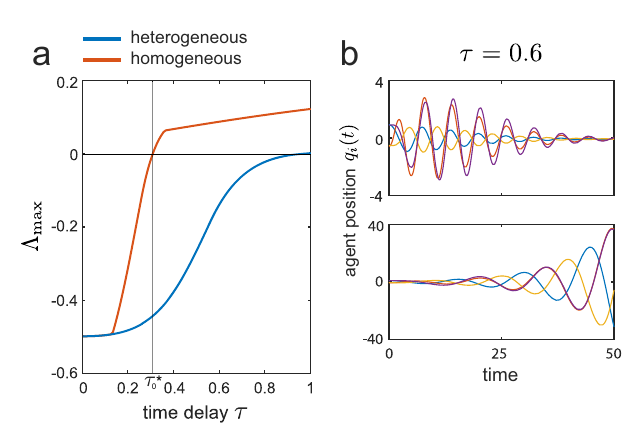 heterogeneous
homogeneous
a
0.2
0
-0.2
-0.4
-0.6
Λmax
0
0.2
τ₀*
0.4
0.6
0.8
1
time delay τ
b
τ = 0.6
4
0
-4
40
0
-40
agent position qᵢ(t)
0
25
50
time